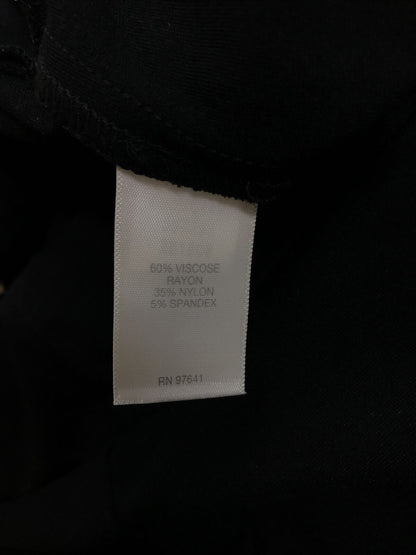 60% VISCOSE
RAYON
35% NYLON
5% SPANDEX
RN 97641